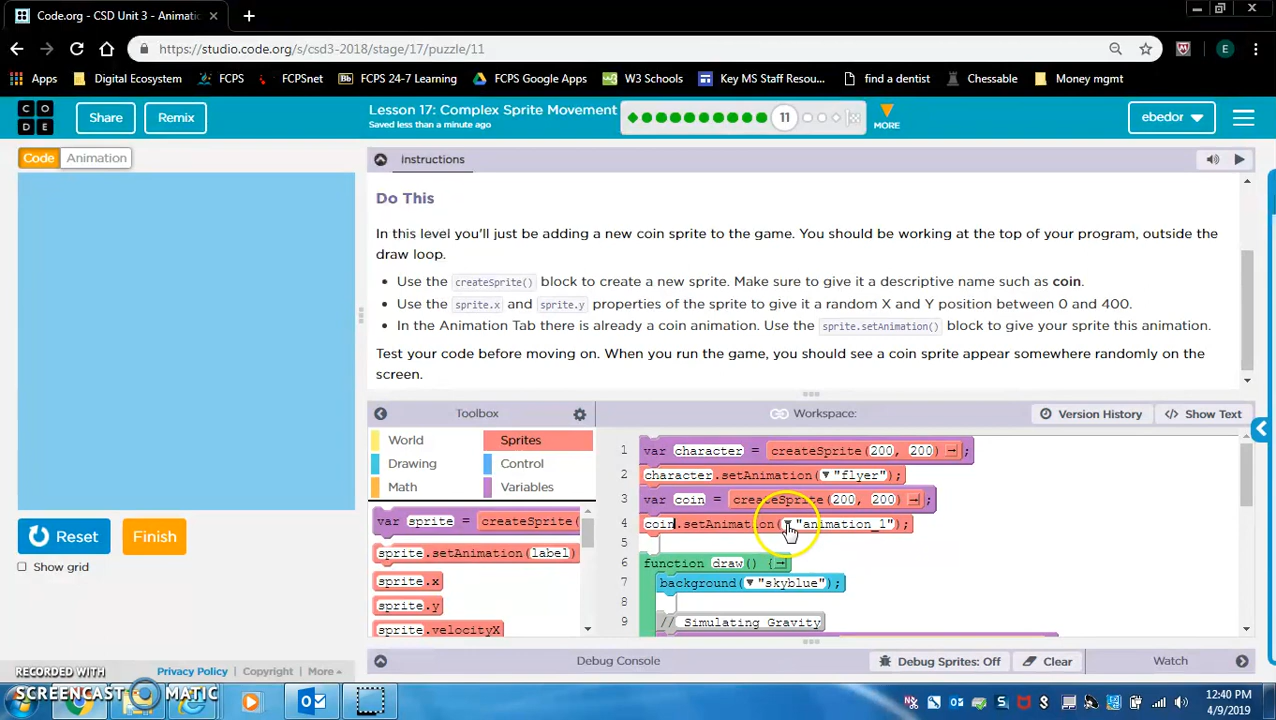 Code.org - CSD Unit 3 - Animatio
https://studio.code.org/s/csd3-2018/stage/17/puzzle/11
Apps Digital Ecosystem FCPS FCPSnet Bb FCPS 24-7 Learning FCPS Google Apps W3 Schools Key MS Staff Resou... find a dentist Chessable Money mgmt
C O D E
Share Remix
Lesson 17: Complex Sprite Movement
Saved less than a minute ago
11
MORE
ebedor
Code Animation
Instructions
Do This
In this level you'll just be adding a new coin sprite to the game. You should be working at the top of your program, outside the
draw loop.
Use the createSprite() block to create a new sprite. Make sure to give it a descriptive name such as coin.
Use the sprite.x and sprite.y properties of the sprite to give it a random X and Y position between 0 and 400.
In the Animation Tab there is already a coin animation. Use the sprite.setAnimation() block to give your sprite this animation.
Test your code before moving on. When you run the game, you should see a coin sprite appear somewhere randomly on the
screen.
Toolbox
Workspace:
Version History
</> Show Text
World Sprites
Drawing Control
Math Variables
var sprite = createSprite(
sprite.setAnimation(label)
sprite.x
sprite.y
sprite.velocityX
1 var character = createSprite(200, 200);
2 character.setAnimation("flyer");
3 var coin = createSprite(200, 200);
4 coin.setAnimation("animation_1");
5
6 function draw() {
7 background("skyblue");
8
9 // Simulating Gravity
Reset Finish
Show grid
Debug Console
Debug Sprites: Off
Clear
Watch
Privacy Policy | Copyright | More
RECORDED WITH
SCREENCAST MATIC
12:40 PM
4/9/2019